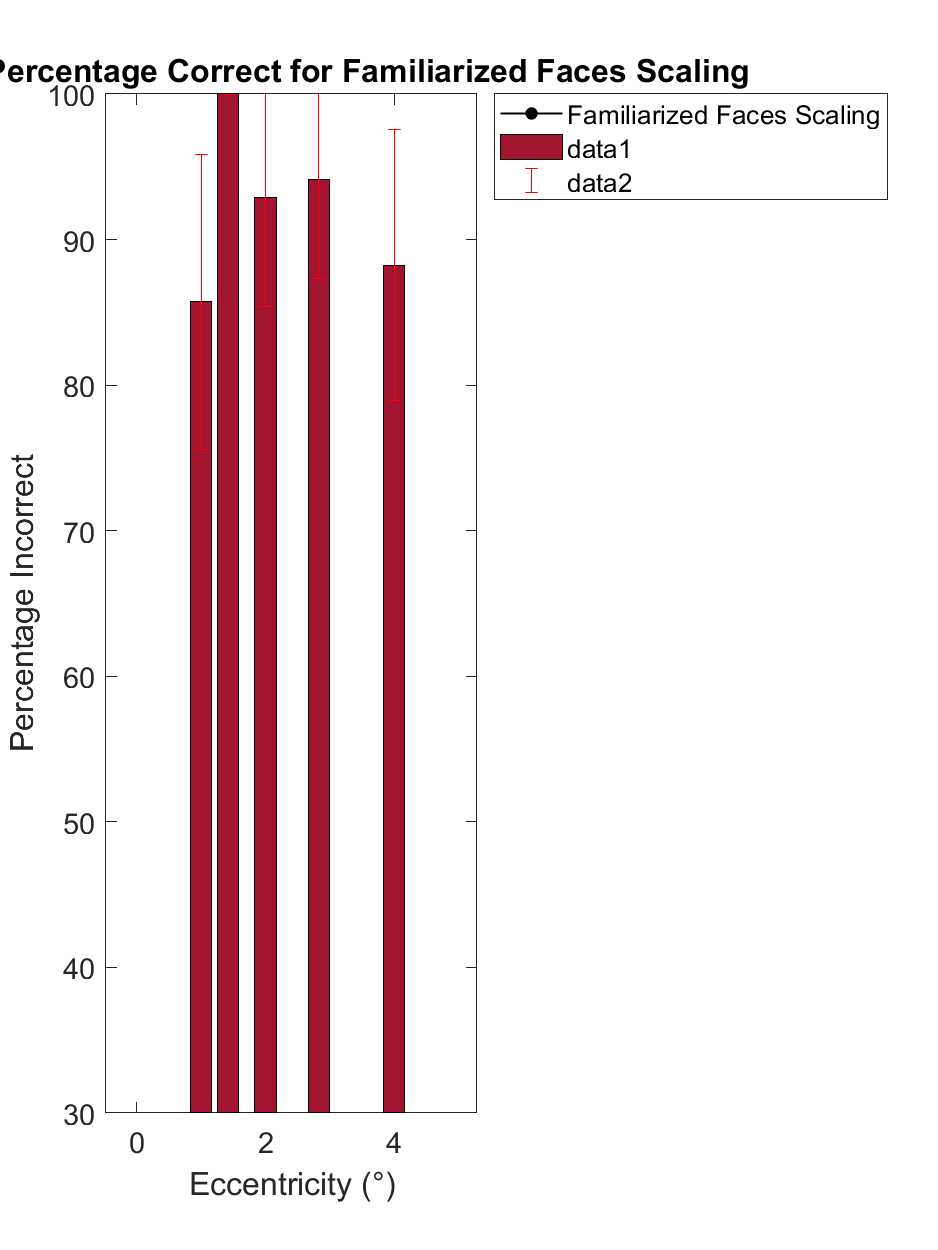 Percentage Correct for Familiarized Faces Scaling
Familiarized Faces Scaling
data1
data2
Percentage Incorrect
100
90
80
70
60
50
40
30
0 2 4
Eccentricity (°)